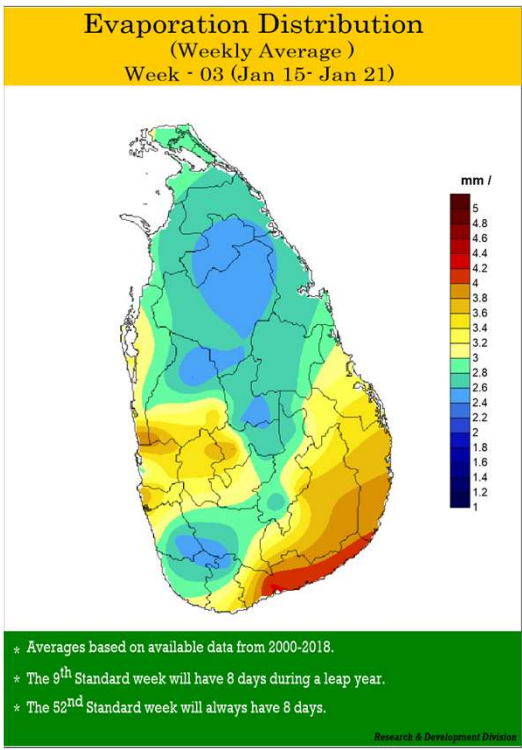 Evaporation Distribution
(Weekly Average )
Week - 03 (Jan 15- Jan 21)
mm /
5
4.8
4.6
4.4
4.2
4
3.8
3.6
3.4
3.2
3
2.8
2.6
2.4
2.2
2
1.8
1.6
1.4
1.2
1
* Averages based on available data from 2000-2018.
* The 9th Standard week will have 8 days during a leap year.
* The 52nd Standard week will always have 8 days.
Research & Development Division